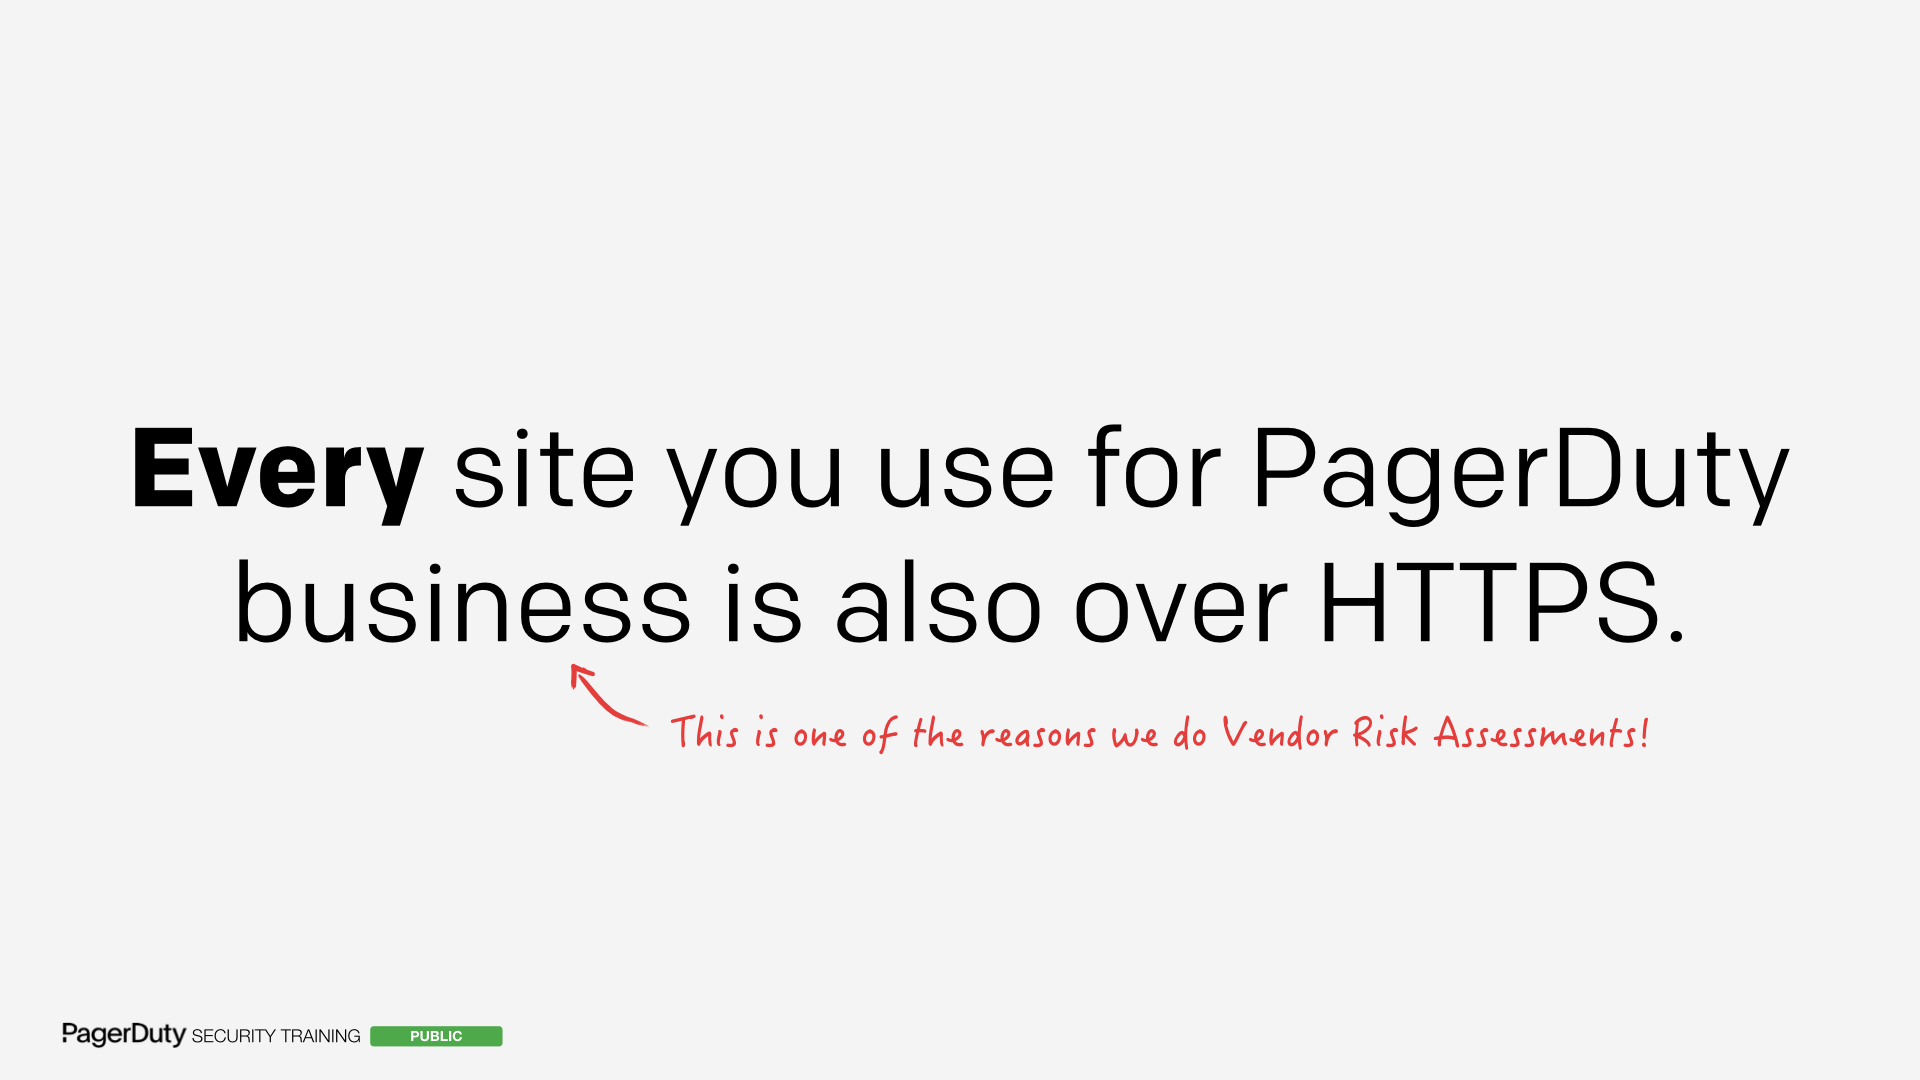 Every site you use for PagerDuty
business is also over HTTPS.
This is one of the reasons we do Vendor Risk Assessments!
PagerDuty SECURITY TRAINING PUBLIC